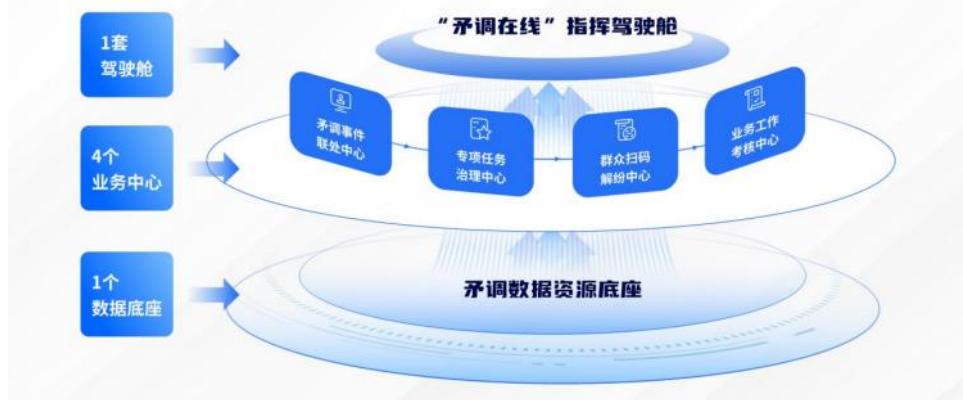 1套
驾驶舱
“矛调在线”指挥驾驶舱
4个
业务中心
矛调事件
联处中心
专项任务
治理中心
群众扫码
解纷中心
业务工作
考核中心
1个
数据底座
矛调数据资源底座